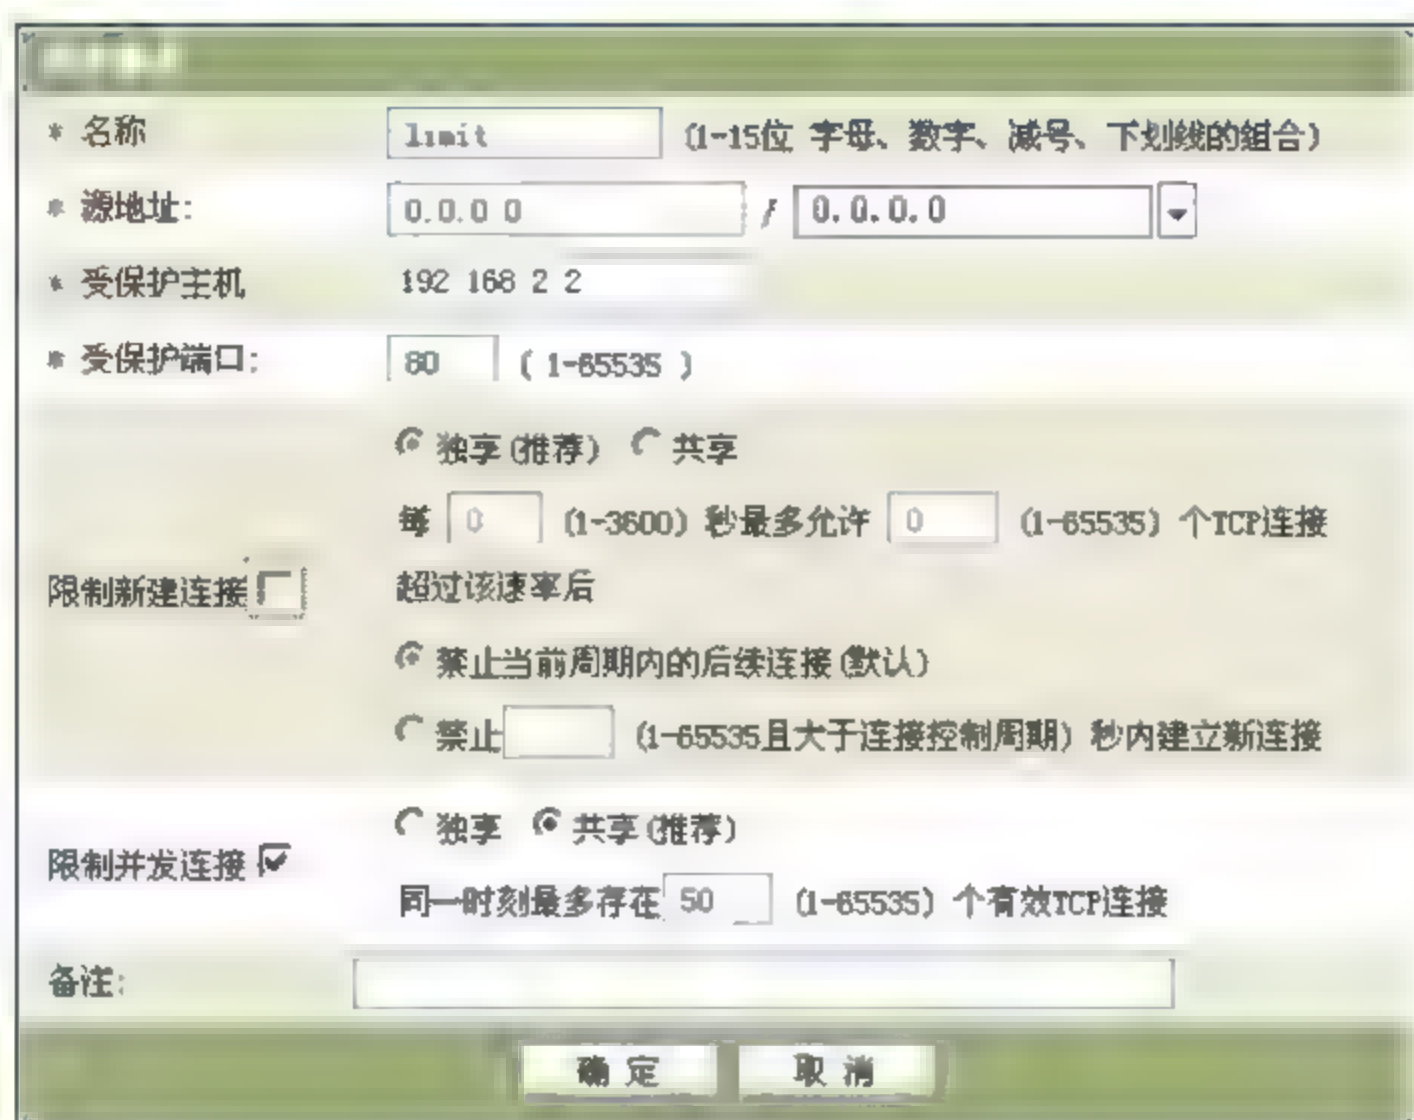 * 名称 limit (1-15位 字母、数字、减号、下划线的组合)
* 源地址: 0.0.0 0 / 0.0.0.0
* 受保护主机 192 168 2 2
* 受保护端口: 80 ( 1-65535 )
独享(推荐) 共享
每 0 (1-3600) 秒最多允许 0 (1-65535) 个TCP连接
限制新建连接 超过该速率后
禁止当前周期内的后续连接(默认)
禁止 (1-65535且大于连接控制周期) 秒内建立新连接
独享 共享(推荐)
限制并发连接
同一时刻最多存在 50 (1-65535) 个有效TCP连接
备注:
确定 取消